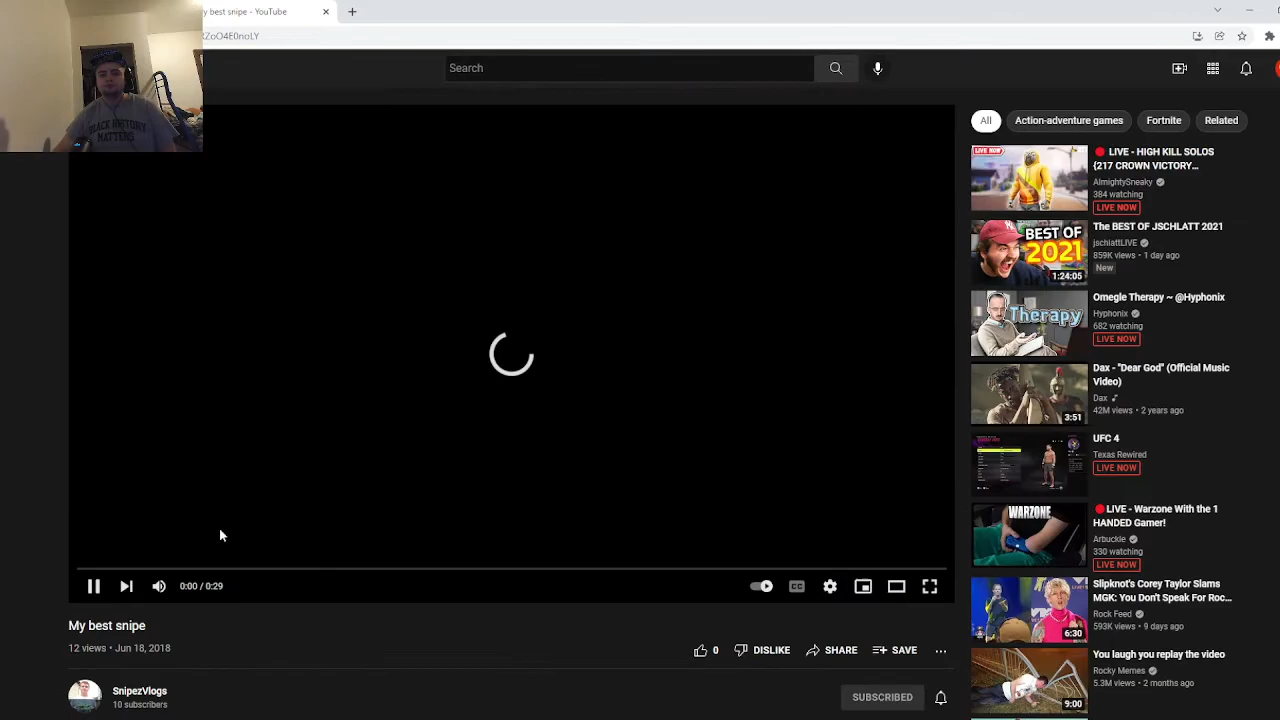 y best snipe - YouTube
RZoO4E0noLY
Search
BLACK HISTORY
MATTERS
All
Action-adventure games
Fortnite
Related
LIVE NOW
LIVE - HIGH KILL SOLOS
{217 CROWN VICTORY...
AlmightySneaky
384 watching
LIVE NOW
BEST OF
2021
1:24:05
The BEST OF JSCHLATT 2021
jschlattLIVE
859K views • 1 day ago
New
Therapy
Omegle Therapy ~ @Hyphonix
Hyphonix
682 watching
LIVE NOW
3:51
Dax - "Dear God" (Official Music
Video)
Dax
42M views • 2 years ago
UFC 4
Texas Rewired
LIVE NOW
WARZONE
LIVE - Warzone With the 1
HANDED Gamer!
Arbuckle
330 watching
LIVE NOW
6:30
Slipknot's Corey Taylor Slams
MGK: You Don't Speak For Roc...
Rock Feed
593K views • 9 days ago
9:00
You laugh you replay the video
Rocky Memes
5.3M views • 2 months ago
0:00 / 0:29
CC
My best snipe
12 views • Jun 18, 2018
0
DISLIKE
SHARE
SAVE
SnipezVlogs
10 subscribers
SUBSCRIBED